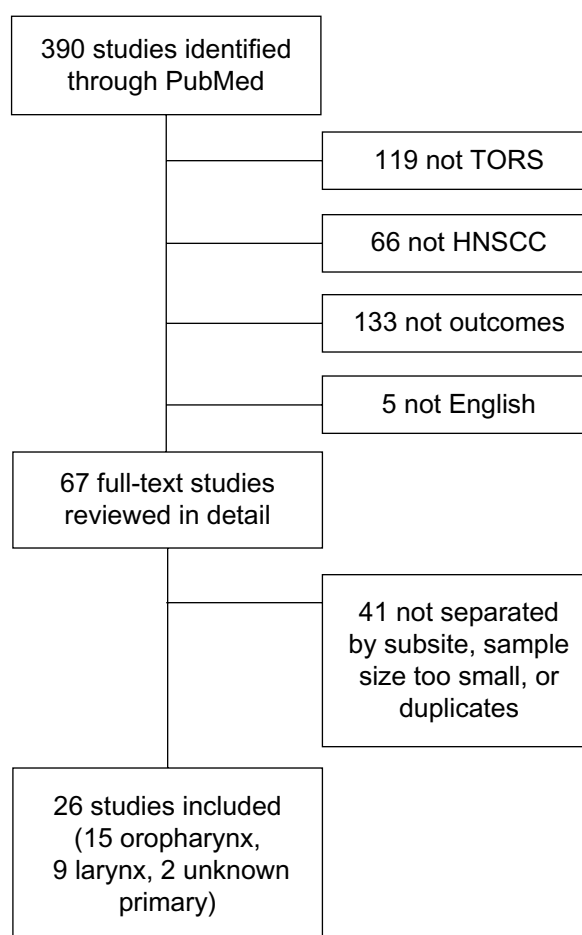 390 studies identified
through PubMed
119 not TORS
66 not HNSCC
133 not outcomes
5 not English
67 full-text studies
reviewed in detail
41 not separated
by subsite, sample
size too small, or
duplicates
26 studies included
(15 oropharynx,
9 larynx, 2 unknown
primary)